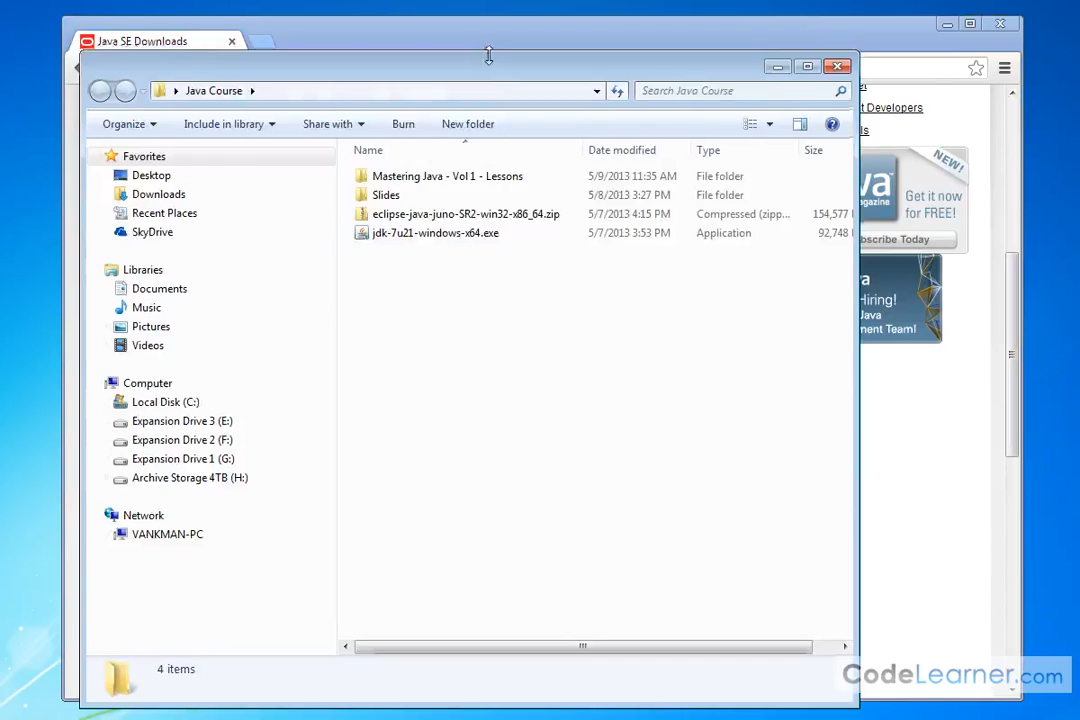 Java SE Downloads
Java Course
Search Java Course
t Developers
ls
Organize
Include in library
Share with
Burn
New folder
Name
Date modified
Type
Size
Favorites
Desktop
Downloads
Recent Places
SkyDrive
Libraries
Documents
Music
Pictures
Videos
Computer
Local Disk (C:)
Expansion Drive 3 (E:)
Expansion Drive 2 (F:)
Expansion Drive 1 (G:)
Archive Storage 4TB (H:)
Network
VANKMAN-PC
Mastering Java - Vol 1 - Lessons 5/9/2013 11:35 AM File folder
Slides 5/8/2013 3:27 PM File folder
eclipse-java-juno-SR2-win32-x86_64.zip 5/7/2013 4:15 PM Compressed (zipp... 154,577
jdk-7u21-windows-x64.exe 5/7/2013 3:53 PM Application 92,748
NEW!
va
agazine
Get it now
for FREE!
bscribe Today
a
Hiring!
Java
ment Team!
4 items
CodeLearner.com